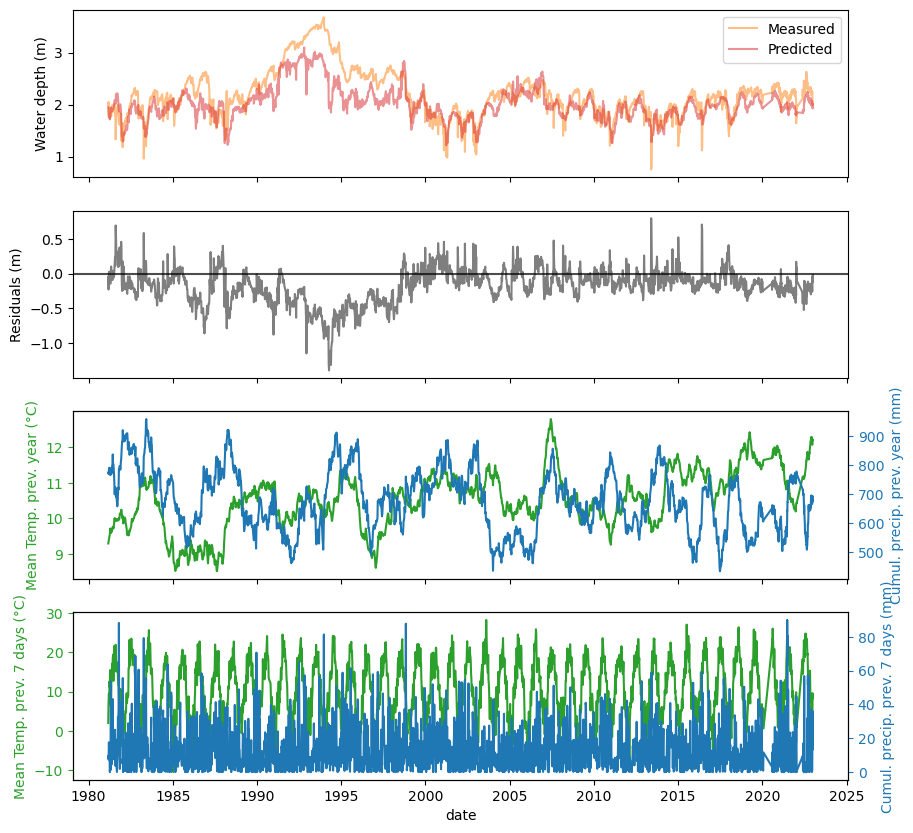 Water depth (m)
3
2
1
Measured
Predicted
Residuals (m)
0.5
0.0
−0.5
−1.0
Mean Temp. prev. year (°C)
12
11
10
9
900
800
700
600
500
Cumul. precip. prev. year (mm)
Mean Temp. prev. 7 days (°C)
30
20
10
0
−10
80
60
40
20
0
Cumul. precip. prev. 7 days (mm)
1980 1985 1990 1995 2000 2005 2010 2015 2020 2025
date